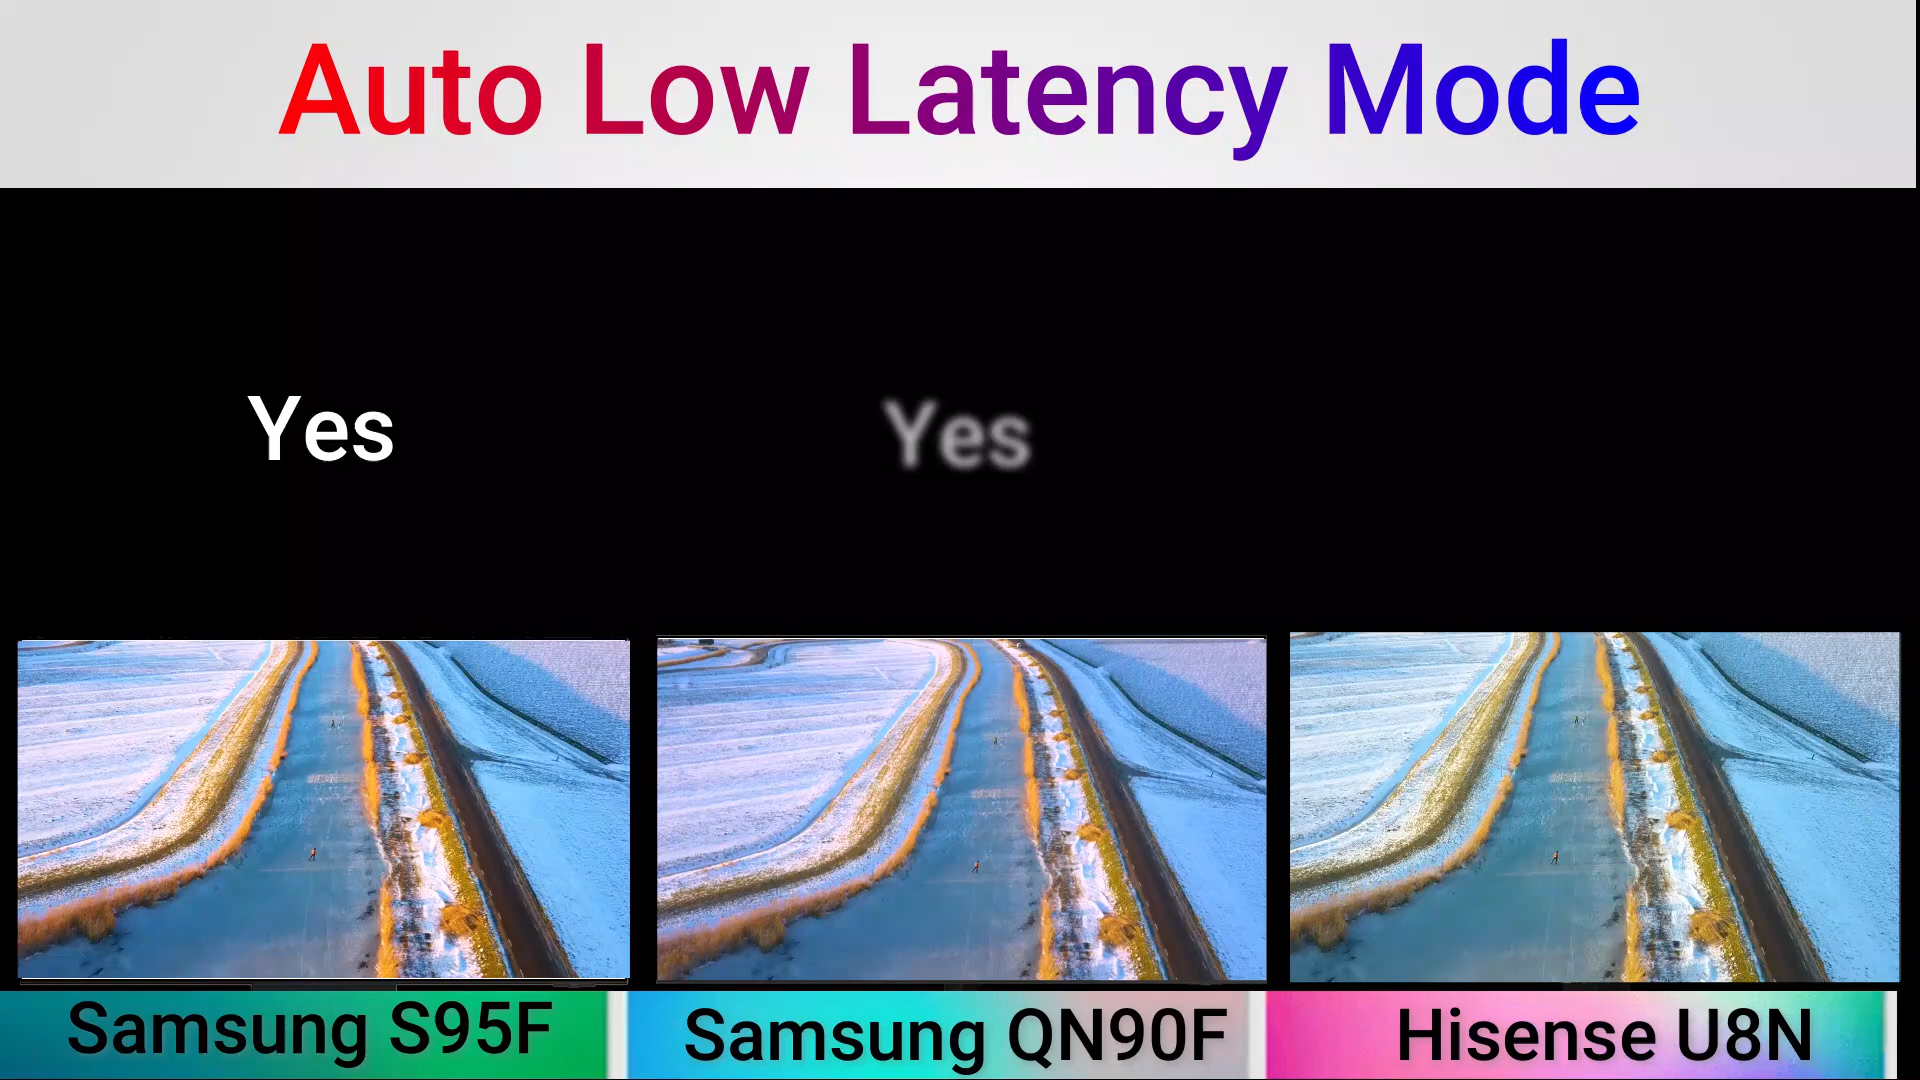 Auto Low Latency Mode
Yes
Yes
Samsung S95F
Samsung QN90F
Hisense U8N